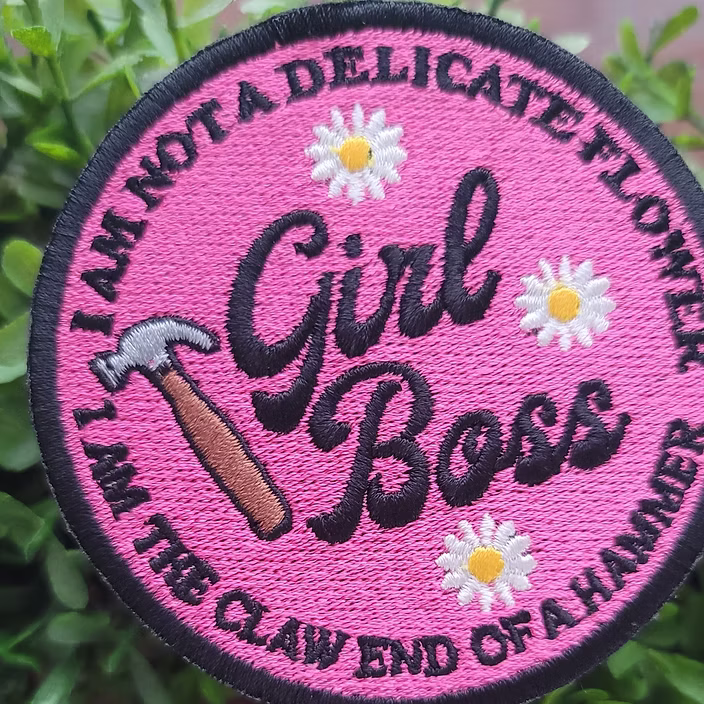 I AM NOT A DELICATE FLOWER
Girl
Boss
I AM THE CLAW END OF A HAMMER